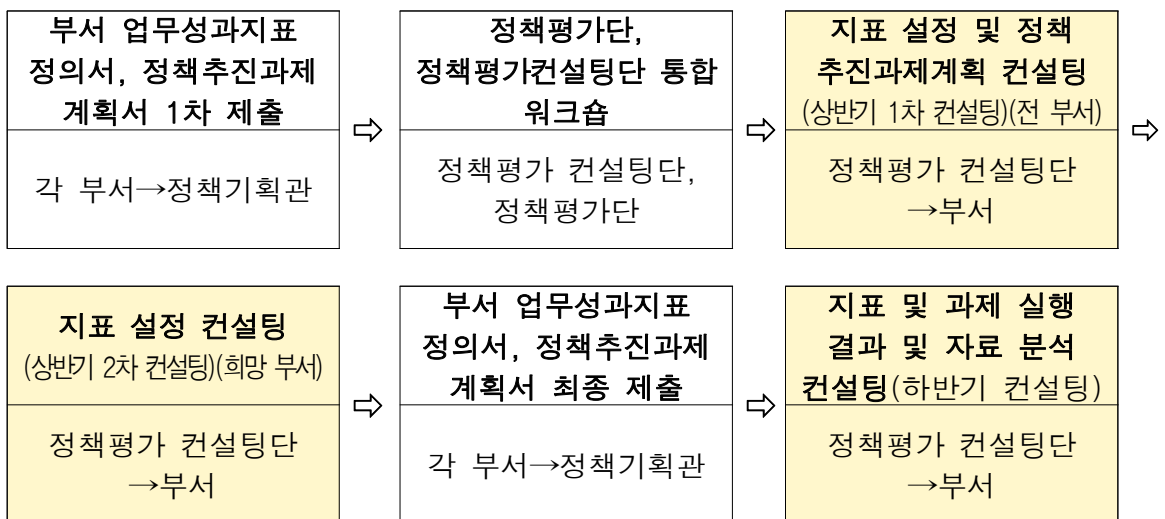 부서 업무성과지표
정의서, 정책추진과제
계획서 1차 제출
각 부서→정책기획관
⇨
정책평가단,
정책평가컨설팅단 통합
워크숍
정책평가 컨설팅단,
정책평가단
⇨
지표 설정 및 정책
추진과제계획 컨설팅
(상반기 1차 컨설팅)(전 부서)
정책평가 컨설팅단
→부서
⇨
지표 설정 컨설팅
(상반기 2차 컨설팅)(희망 부서)
정책평가 컨설팅단
→부서
⇨
부서 업무성과지표
정의서, 정책추진과제
계획서 최종 제출
각 부서→정책기획관
⇨
지표 및 과제 실행
결과 및 자료 분석
컨설팅(하반기 컨설팅)
정책평가 컨설팅단
→부서